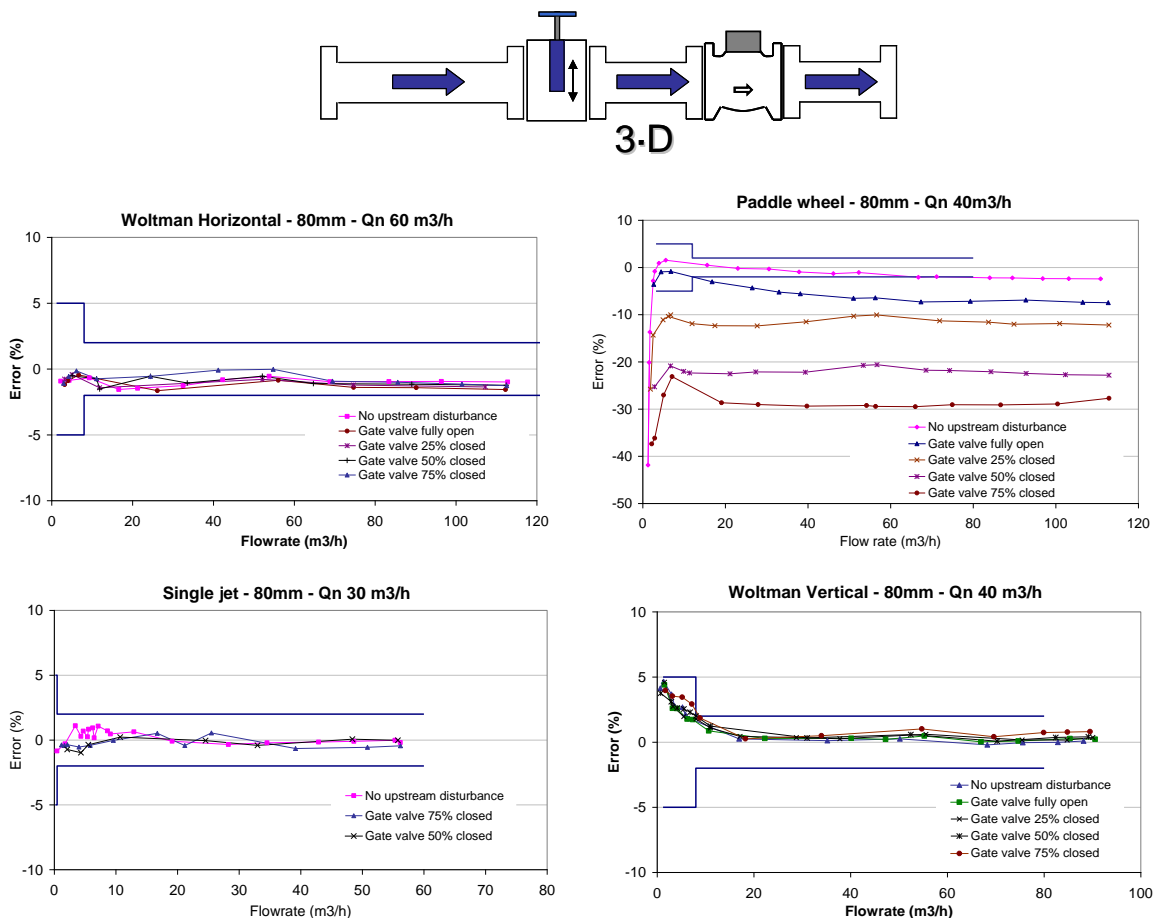 3·D
Woltman Horizontal - 80mm - Qn 60 m3/h
10
5
0
-5
-10
Error (%)
No upstream disturbance
Gate valve fully open
Gate valve 25% closed
Gate valve 50% closed
Gate valve 75% closed
0 20 40 60 80 100 120
Flowrate (m3/h)
Paddle wheel - 80mm - Qn 40m3/h
10
0
-10
-20
-30
-40
-50
Error (%)
No upstream disturbance
Gate valve fully open
Gate valve 25% closed
Gate valve 50% closed
Gate valve 75% closed
0 20 40 60 80 100 120
Flow rate (m3/h)
Single jet - 80mm - Qn 30 m3/h
10
5
0
-5
-10
Error (%)
No upstream disturbance
Gate valve 75% closed
Gate valve 50% closed
0 10 20 30 40 50 60 70 80
Flowrate (m3/h)
Woltman Vertical - 80mm - Qn 40 m3/h
10
5
0
-5
-10
Error (%)
No upstream disturbance
Gate valve fully open
Gate valve 25% closed
Gate valve 50% closed
Gate valve 75% closed
0 20 40 60 80 100
Flowrate (m3/h)